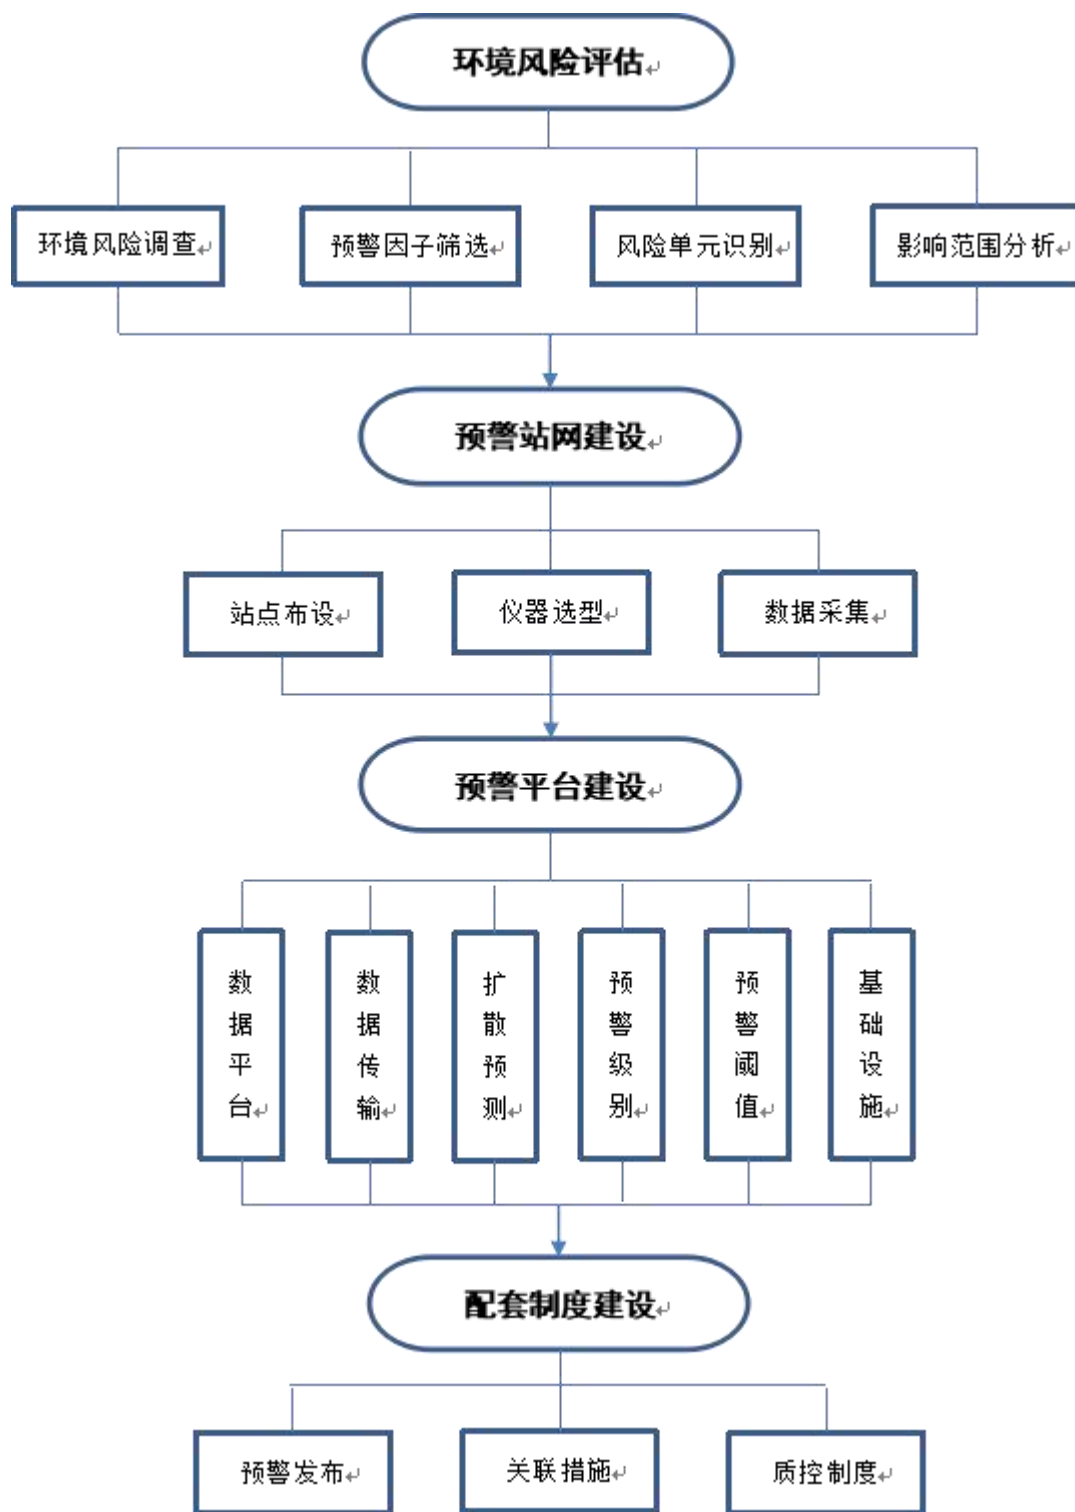 环境风险评估
环境风险调查
预警因子筛选
风险单元识别
影响范围分析
预警站网建设
站点布设
仪器选型
数据采集
预警平台建设
数据平台
数据传输
扩散预测
预警级别
预警阈值
基础设施
配套制度建设
预警发布
关联措施
质控制度